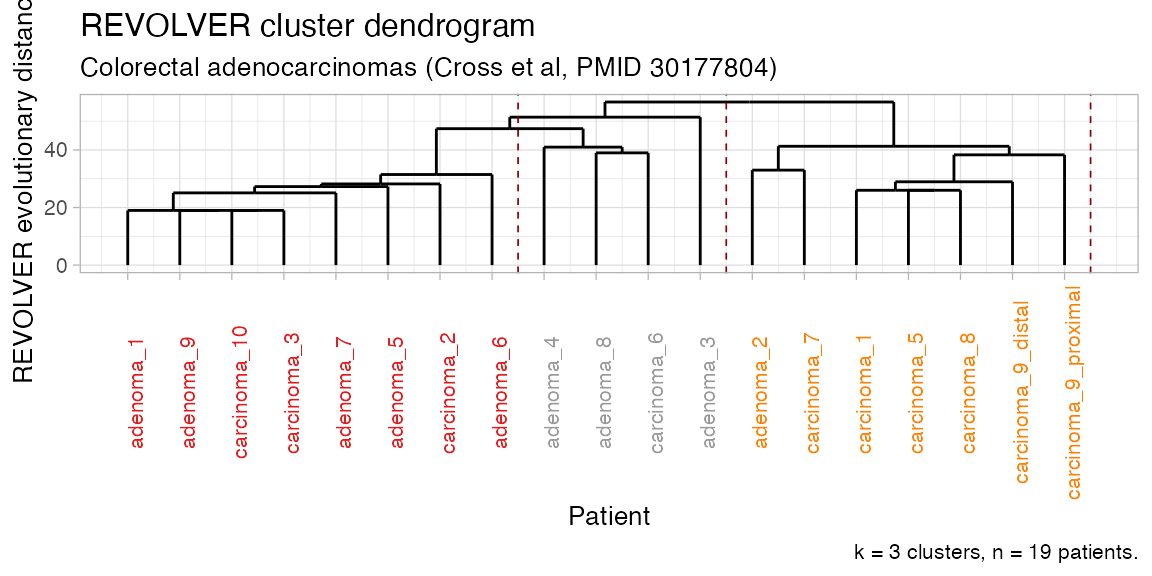 REVOLVER cluster dendrogram
Colorectal adenocarcinomas (Cross et al, PMID 30177804)
REVOLVER evolutionary
40
20
0
adenoma_1
adenoma_9
carcinoma_10
carcinoma_3
adenoma_7
adenoma_5
carcinoma_2
adenoma_6
adenoma_4
adenoma_8
carcinoma_6
adenoma_3
adenoma_2
carcinoma_7
carcinoma_1
carcinoma_5
carcinoma_8
carcinoma_9_distal
carcinoma_9_proximal
Patient
k = 3 clusters, n = 19 patients.